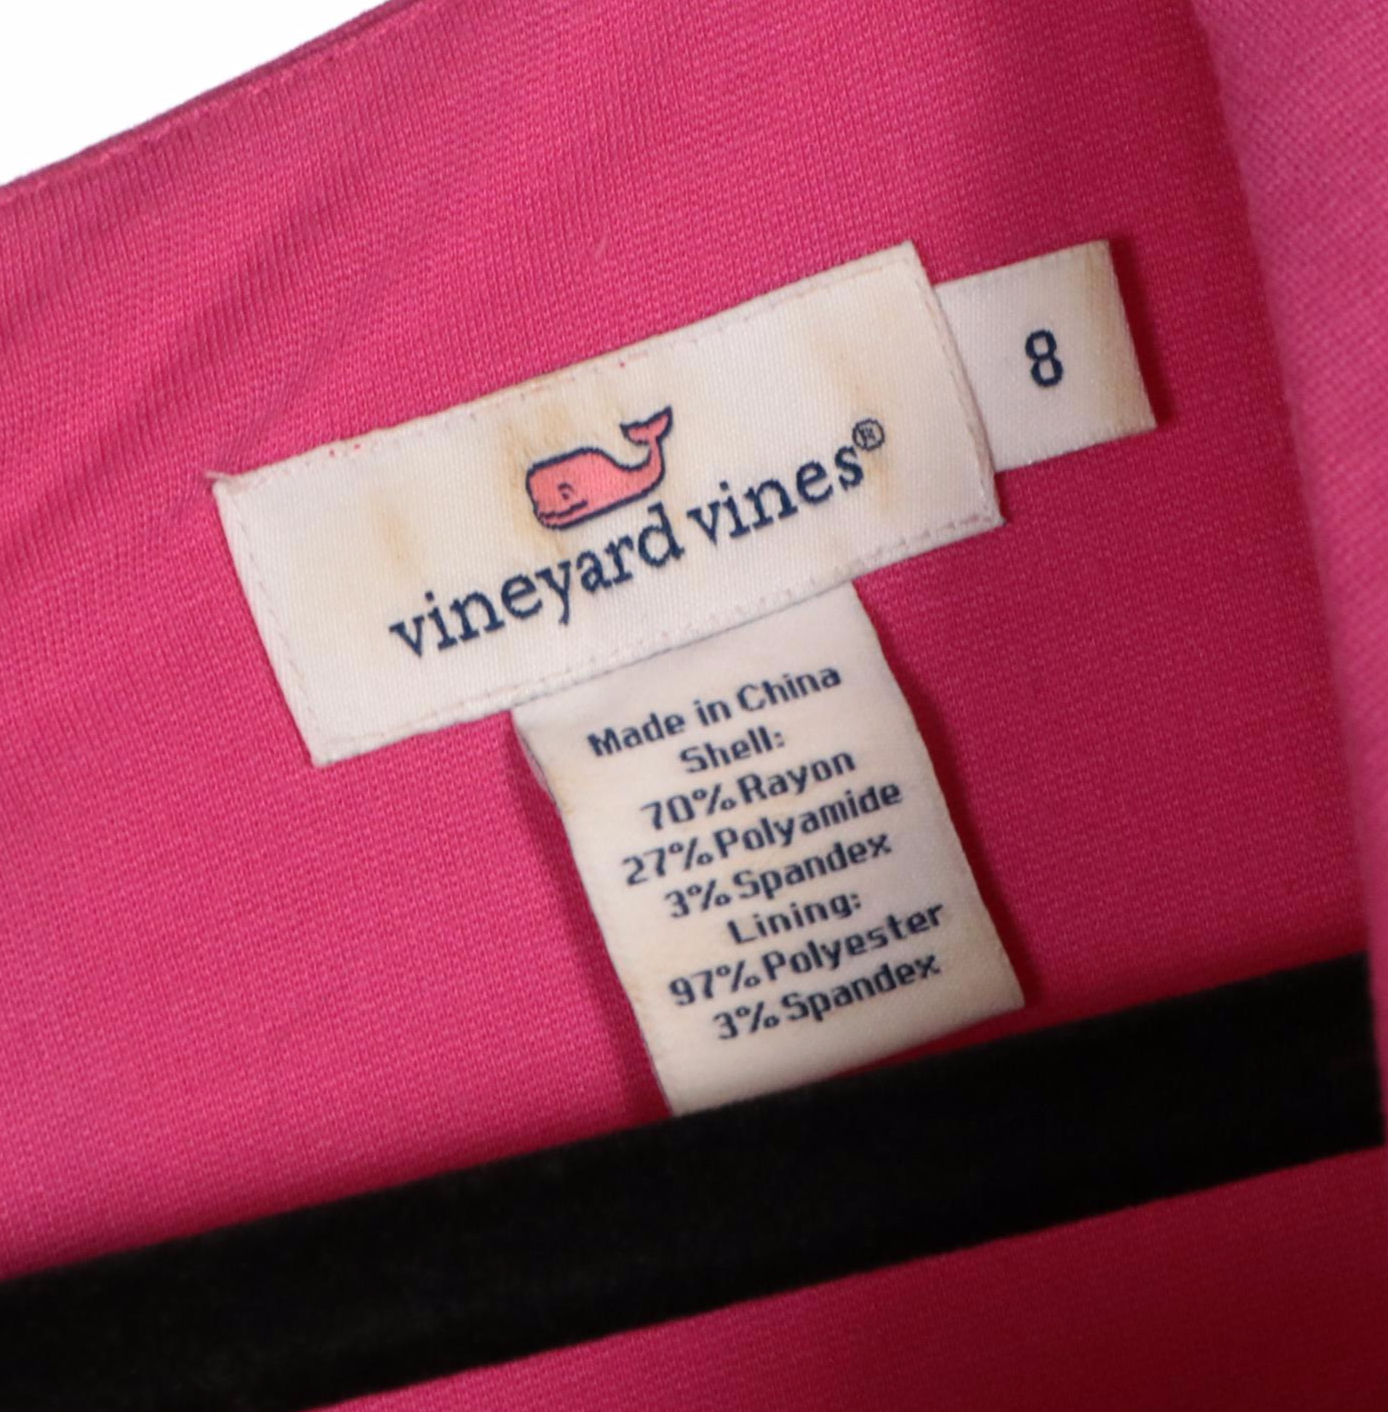 8
vineyard vines®
Made in China
Shell:
70% Rayon
27% Polyamide
3% Spandex
Lining:
97% Polyester
3% Spandex